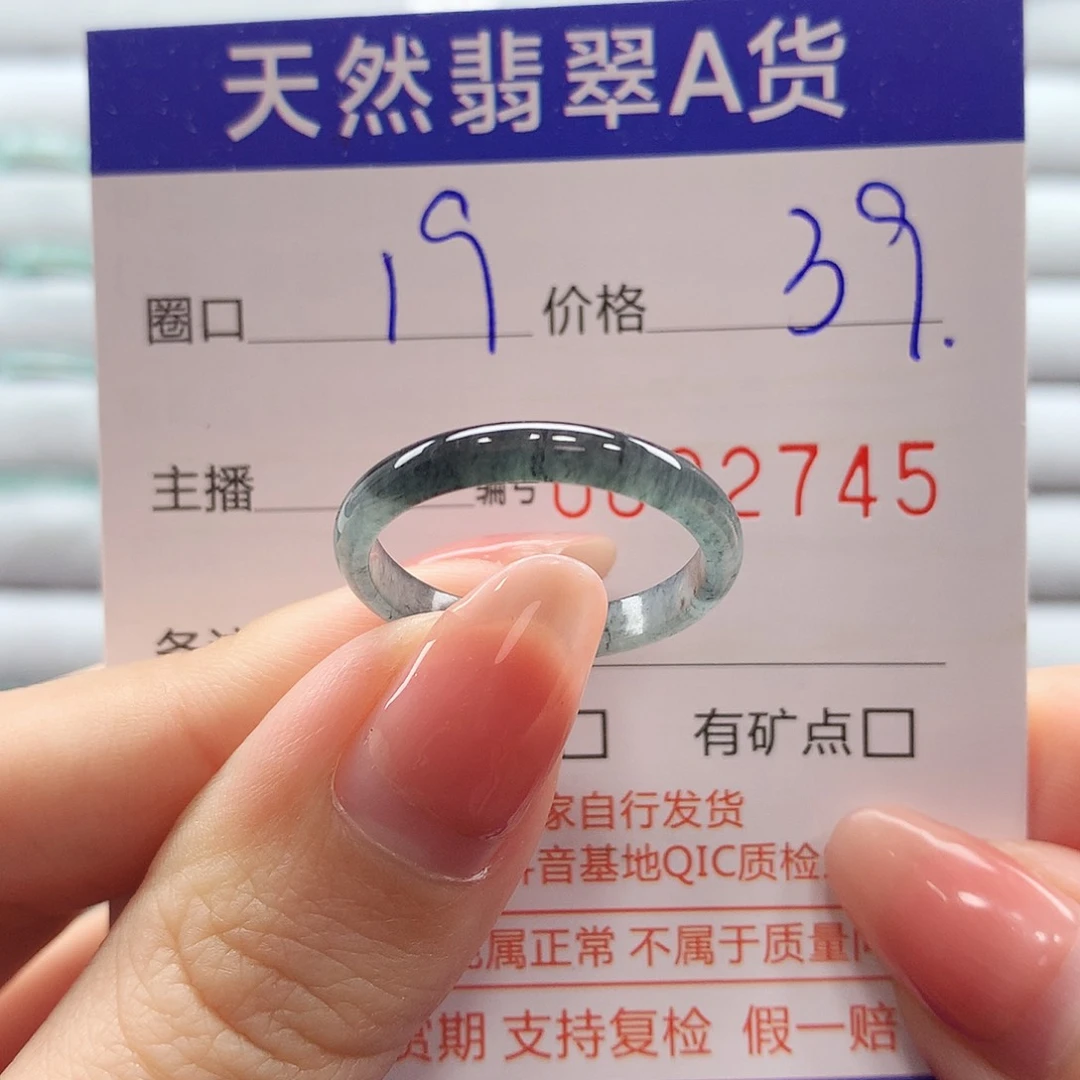 天然翡翠A货
圈口 19 价格 39.
主播 编号 2745
有矿点
家自行发货
音基地QIC质检
属正常 不属于质量
货期 支持复检 假一赔